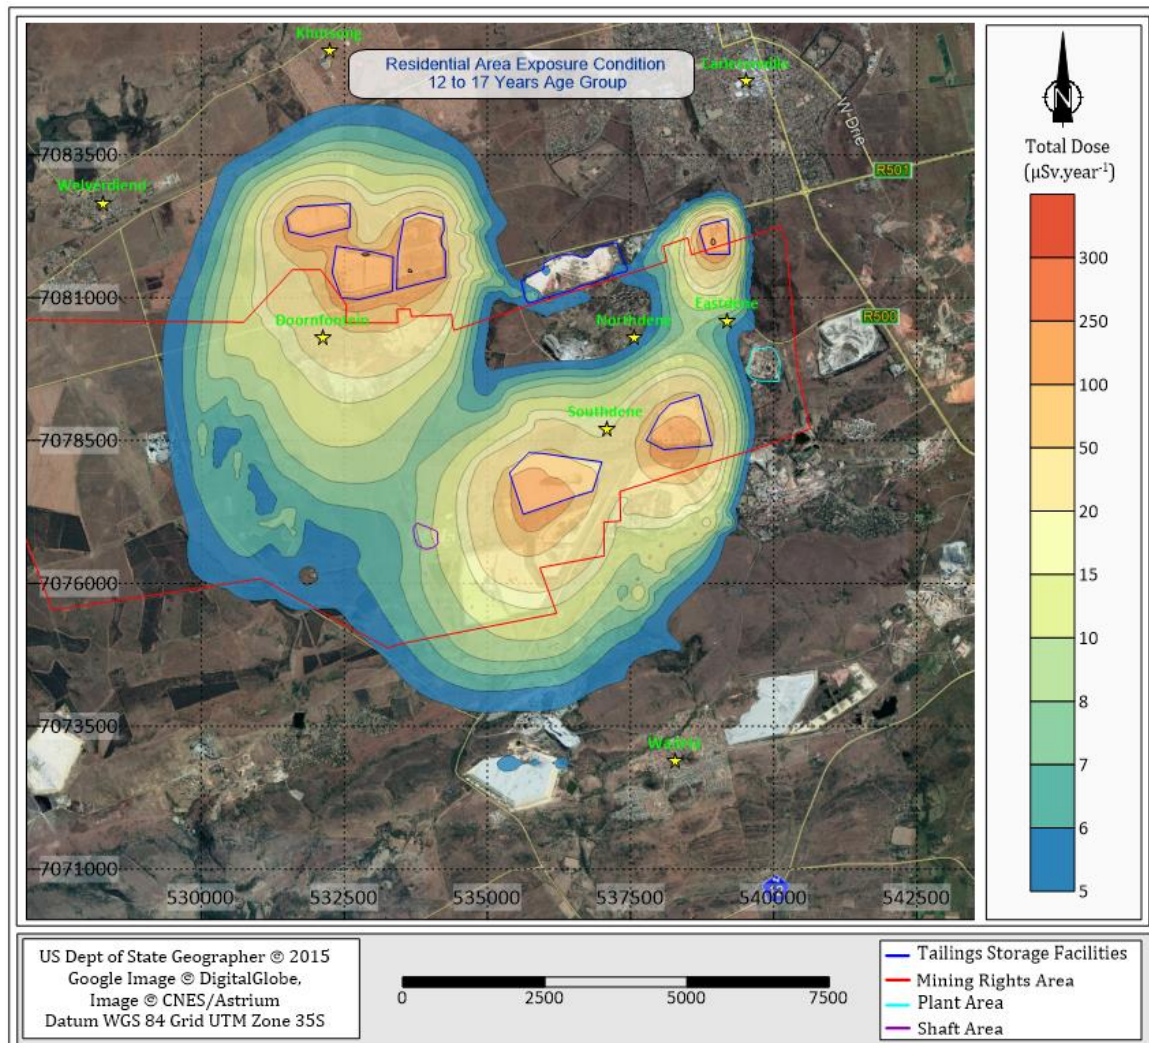 Khutsong
Residential Area Exposure Condition
12 to 17 Years Age Group
Carletonville
W-Drie
7083500
R501
Welverdiend
7081000
Doornfontein
Northdene
Eastdene
R500
Southdene
7078500
7076000
7073500
Wadela
7071000
530000
532500
535000
537500
540000
542500
N
Total Dose
(µSv.year⁻¹)
300
250
100
50
20
15
10
8
7
6
5
US Dept of State Geographer © 2015
Google Image © DigitalGlobe,
Image © CNES/Astrium
Datum WGS 84 Grid UTM Zone 35S
0
2500
5000
7500
Tailings Storage Facilities
Mining Rights Area
Plant Area
Shaft Area